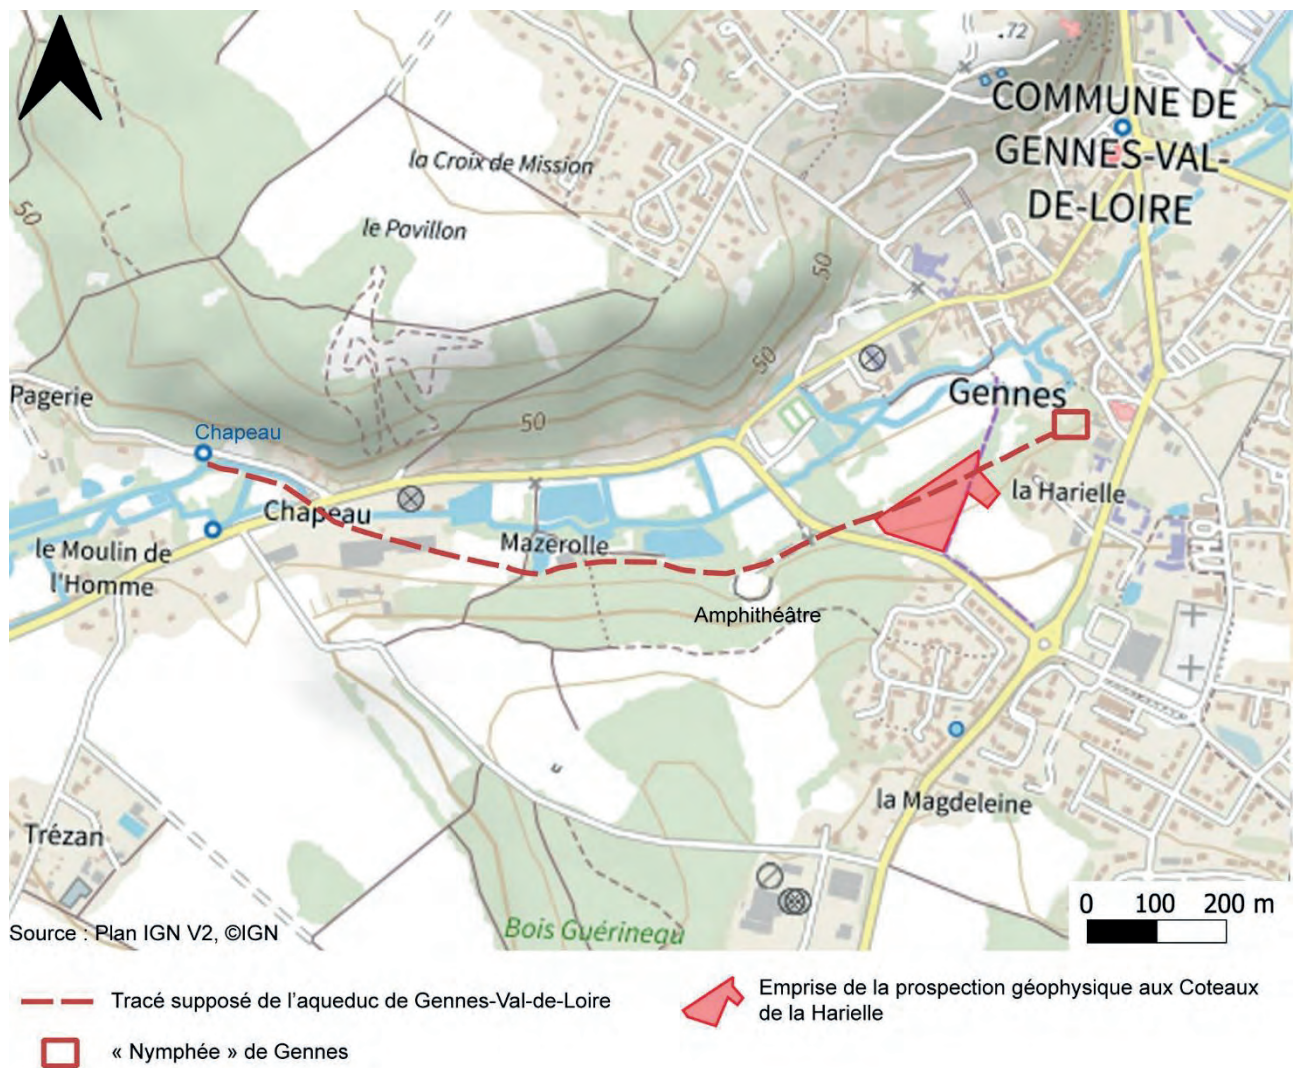 .72
COMMUNE DE
GENNES-VAL-
DE-LOIRE
la Croix de Mission
le Pavillon
50
50
50
50
Pagerie
Chapeau
Gennes
Chapeau
la Harielle
Mazerolle
le Moulin de
l'Homme
Amphithéâtre
la Magdeleine
Trézan
Bois Guérineau
0 100 200 m
Source : Plan IGN V2, ©IGN
Tracé supposé de l'aqueduc de Gennes-Val-de-Loire
Emprise de la prospection géophysique aux Coteaux
de la Harielle
« Nymphée » de Gennes